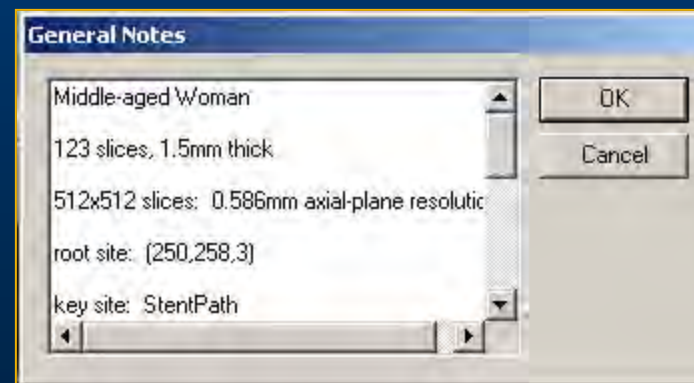 General Notes
Middle-aged Woman
123 slices, 1.5mm thick
512x512 slices: 0.586mm axial-plane resolutic
root site: (250,258,3)
key site: StentPath
OK
Cancel